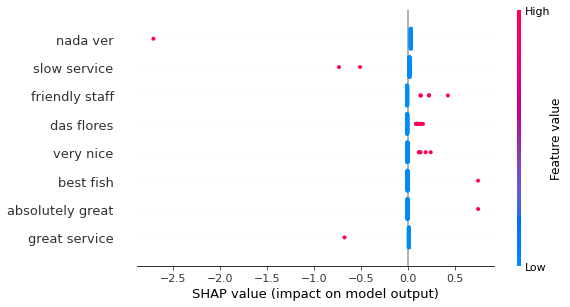 High
nada ver
slow service
friendly staff
das flores
very nice
best fish
absolutely great
great service
Low
Feature value
−2.5 −2.0 −1.5 −1.0 −0.5 0.0 0.5
SHAP value (impact on model output)